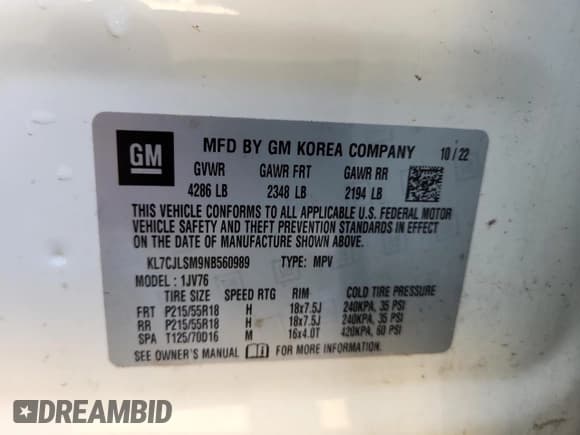 GM
MFD BY GM KOREA COMPANY 10/22
GVWR GAWR FRT GAWR RR
4286 LB 2348 LB 2194 LB
THIS VEHICLE CONFORMS TO ALL APPLICABLE U.S. FEDERAL MOTOR
VEHICLE SAFETY AND THEFT PREVENTION STANDARDS IN EFFECT
ON THE DATE OF MANUFACTURE SHOWN ABOVE.
KL7CJLSM9NB560989 TYPE: MPV
MODEL: 1JV76
TIRE SIZE SPEED RTG RIM COLD TIRE PRESSURE
FRT P215/55R18 H 18x7.5J 240KPA, 35 PSI
RR P215/55R18 H 18x7.5J 240KPA, 35 PSI
SPA T125/70D16 M 16x4.0T 420KPA, 60 PSI
SEE OWNER'S MANUAL i FOR MORE INFORMATION.
DREAMBID